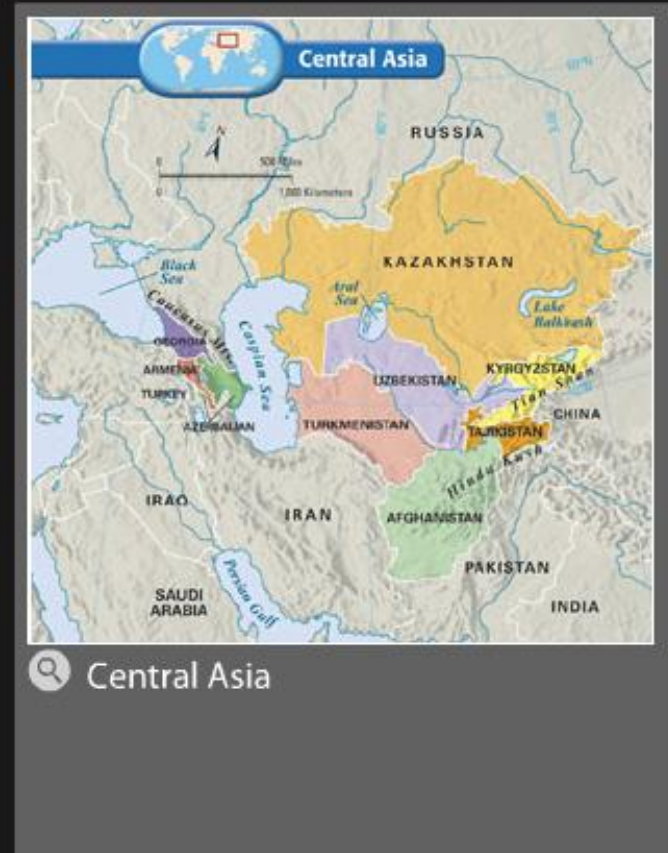 Central Asia
RUSSIA
N
0
0
1,000 Kilometers
KAZAKHSTAN
Black
Sea
Aral
Sea
Lake
Balkhash
Caucasus Mts.
Caspian Sea
GEORGIA
ARMENIA
TURKEY
AZERBAIJAN
UZBEKISTAN
KYRGYZSTAN
Tian Shan
CHINA
TURKMENISTAN
TAJIKISTAN
Hindu Kush
IRAQ
IRAN
AFGHANISTAN
PAKISTAN
Persian Gulf
SAUDI
ARABIA
INDIA
Central Asia